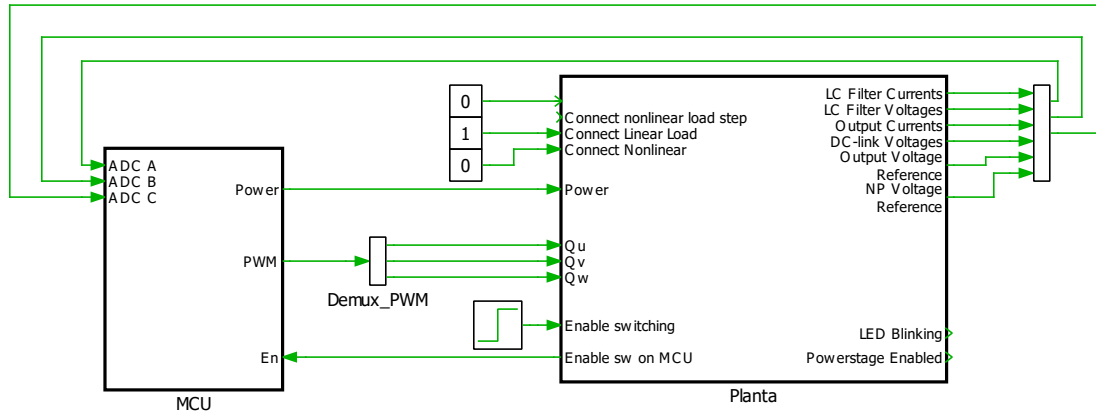 ADC A
ADC B
ADC C
Power
PWM
En
MCU
Demux_PWM
0
1
0
Connect nonlinear load step
Connect Linear Load
Connect Nonlinear
Power
Qu
Qv
Qw
Enable switching
Enable sw on MCU
LC Filter Currents
LC Filter Voltages
Output Currents
DC-link Voltages
Output Voltage
Reference
NP Voltage
Reference
LED Blinking
Powerstage Enabled
Planta